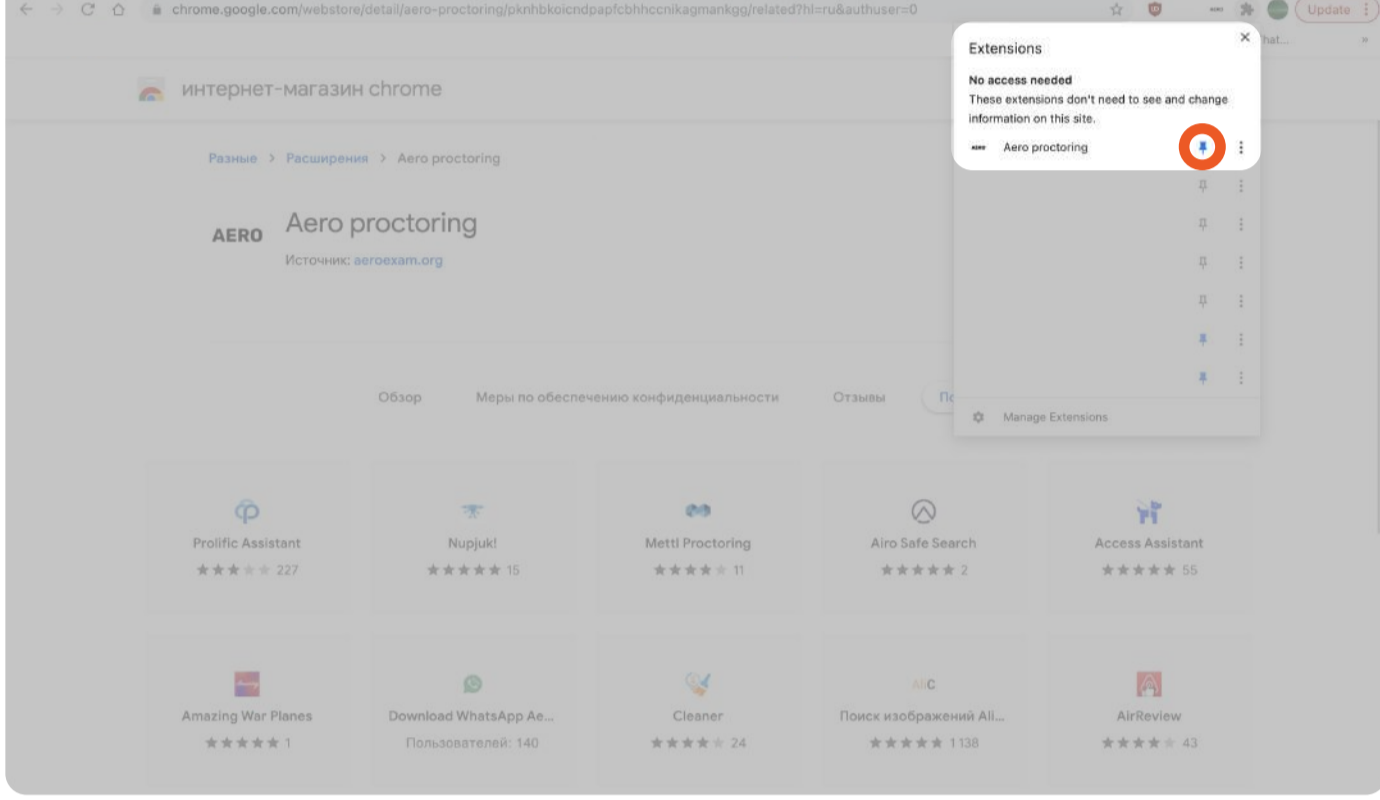 chrome.google.com/webstore/detail/aero-proctoring/pknhbkoicndpapfcbhhccnikagmankgg/related?hl=ru&authuser=0
Update
hat...
интернет-магазин chrome
Extensions
No access needed
These extensions don't need to see and change
information on this site.
AERO Aero proctoring
Разные > Расширения > Aero proctoring
AERO
Aero proctoring
Источник: aeroexam.org
Обзор
Меры по обеспечению конфиденциальности
Отзывы
По
Manage Extensions
Prolific Assistant
Nupjuk!
Mettl Proctoring
Airo Safe Search
Access Assistant
227
15
11
2
55
AliC
Amazing War Planes
Download WhatsApp Ae...
Cleaner
Поиск изображений Ali...
AirReview
1
Пользователей: 140
24
1 138
43